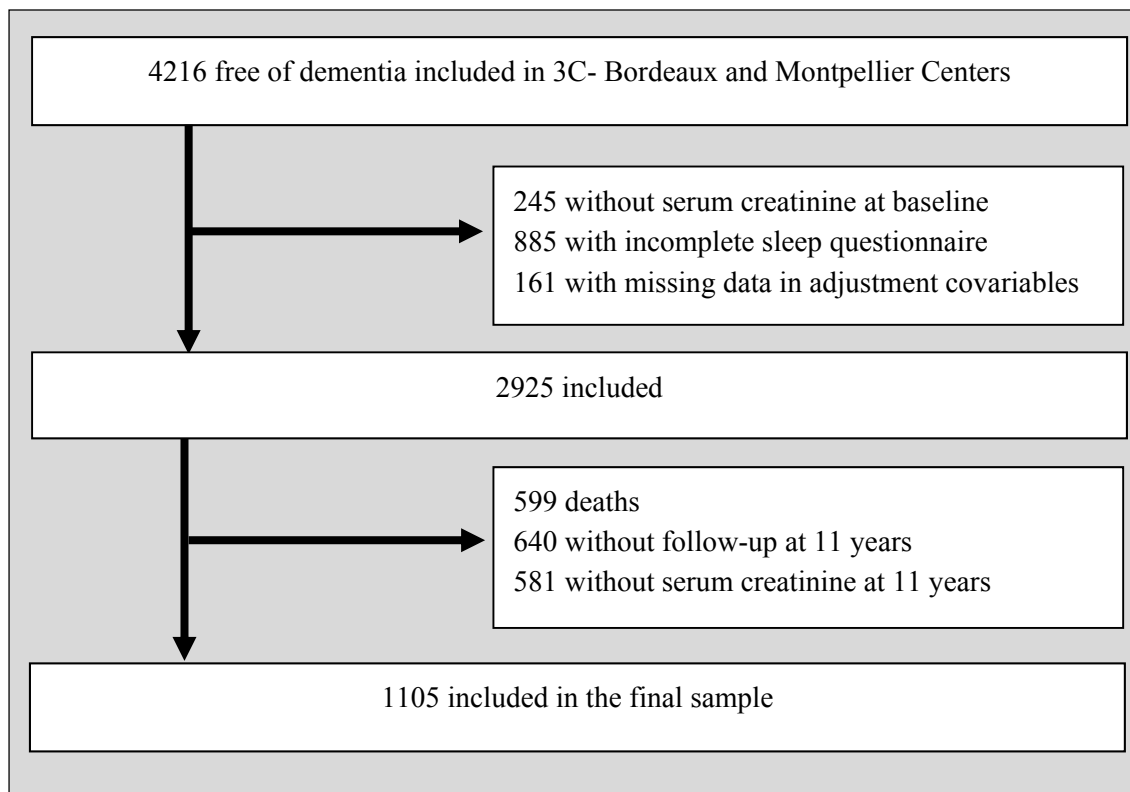 4216 free of dementia included in 3C- Bordeaux and Montpellier Centers
245 without serum creatinine at baseline
885 with incomplete sleep questionnaire
161 with missing data in adjustment covariables
2925 included
599 deaths
640 without follow-up at 11 years
581 without serum creatinine at 11 years
1105 included in the final sample